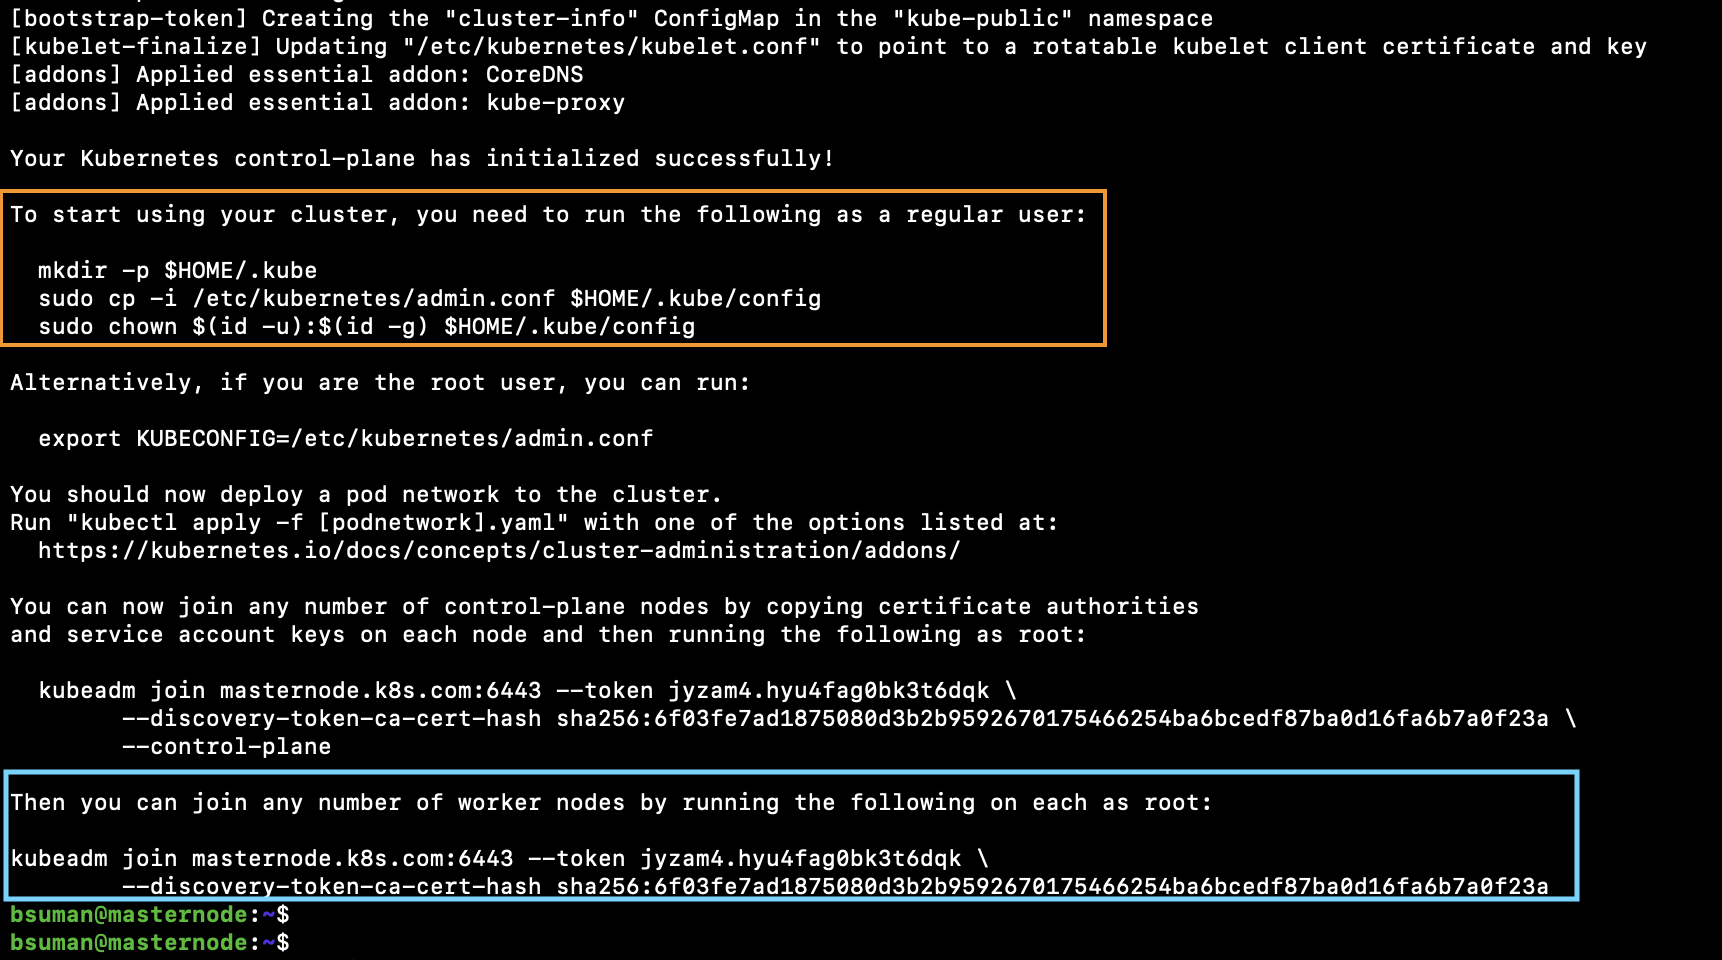 [bootstrap-token] Creating the "cluster-info" ConfigMap in the "kube-public" namespace
[kubelet-finalize] Updating "/etc/kubernetes/kubelet.conf" to point to a rotatable kubelet client certificate and key
[addons] Applied essential addon: CoreDNS
[addons] Applied essential addon: kube-proxy

Your Kubernetes control-plane has initialized successfully!

To start using your cluster, you need to run the following as a regular user:

  mkdir -p $HOME/.kube
  sudo cp -i /etc/kubernetes/admin.conf $HOME/.kube/config
  sudo chown $(id -u):$(id -g) $HOME/.kube/config

Alternatively, if you are the root user, you can run:

  export KUBECONFIG=/etc/kubernetes/admin.conf

You should now deploy a pod network to the cluster.
Run "kubectl apply -f [podnetwork].yaml" with one of the options listed at:
  https://kubernetes.io/docs/concepts/cluster-administration/addons/

You can now join any number of control-plane nodes by copying certificate authorities
and service account keys on each node and then running the following as root:

  kubeadm join masternode.k8s.com:6443 --token jyzam4.hyu4fag0bk3t6dqk \
        --discovery-token-ca-cert-hash sha256:6f03fe7ad1875080d3b2b9592670175466254ba6bcedf87ba0d16fa6b7a0f23a \
        --control-plane

Then you can join any number of worker nodes by running the following on each as root:

kubeadm join masternode.k8s.com:6443 --token jyzam4.hyu4fag0bk3t6dqk \
        --discovery-token-ca-cert-hash sha256:6f03fe7ad1875080d3b2b9592670175466254ba6bcedf87ba0d16fa6b7a0f23a
bsuman@masternode:~$
bsuman@masternode:~$